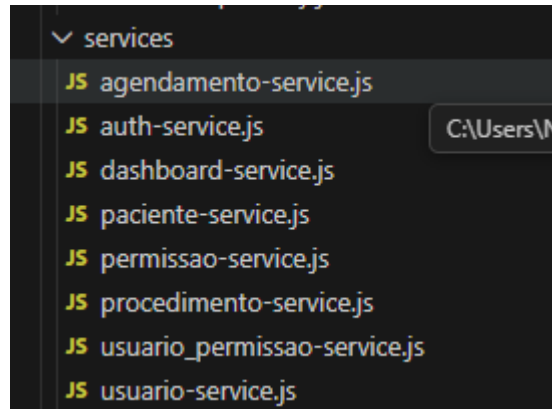 services
JS agendamento-service.js
JS auth-service.js
C:\Users\
JS dashboard-service.js
JS paciente-service.js
JS permissao-service.js
JS procedimento-service.js
JS usuario_permissao-service.js
JS usuario-service.js